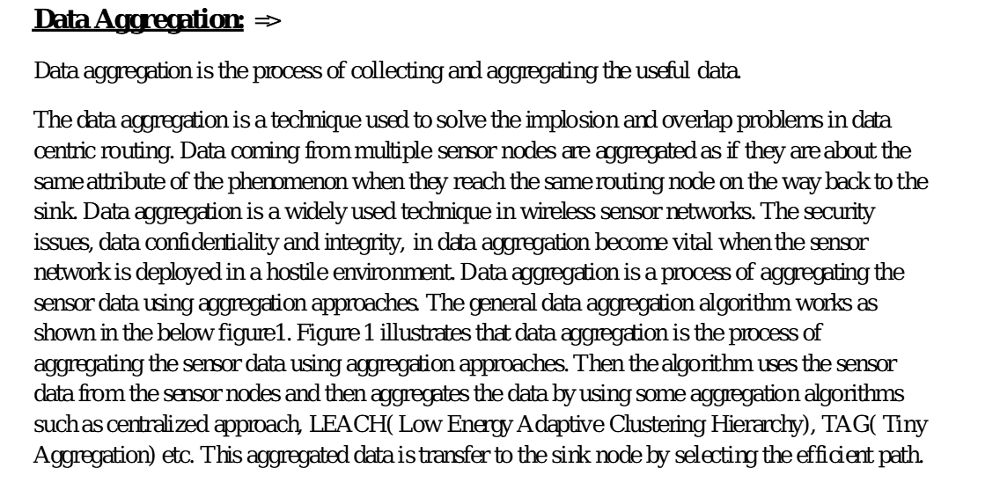 Data Aggregation: =>
Data aggregation is the process of collecting and aggregating the useful data.
The data aggregation is a technique used to solve the implosion and overlap problems in data
centric routing. Data coming from multiple sensor nodes are aggregated as if they are about the
same attribute of the phenomenon when they reach the same routing node on the way back to the
sink. Data aggregation is a widely used technique in wireless sensor networks. The security
issues, data confidentiality and integrity, in data aggregation become vital when the sensor
network is deployed in a hostile environment. Data aggregation is a process of aggregating the
sensor data using aggregation approaches. The general data aggregation algorithm works as
shown in the below figure1. Figure 1 illustrates that data aggregation is the process of
aggregating the sensor data using aggregation approaches. Then the algorithm uses the sensor
data from the sensor nodes and then aggregates the data by using some aggregation algorithms
such as centralized approach, LEACH( Low Energy Adaptive Clustering Hierarchy), TAG( Tiny
Aggregation) etc. This aggregated data is transfer to the sink node by selecting the efficient path.